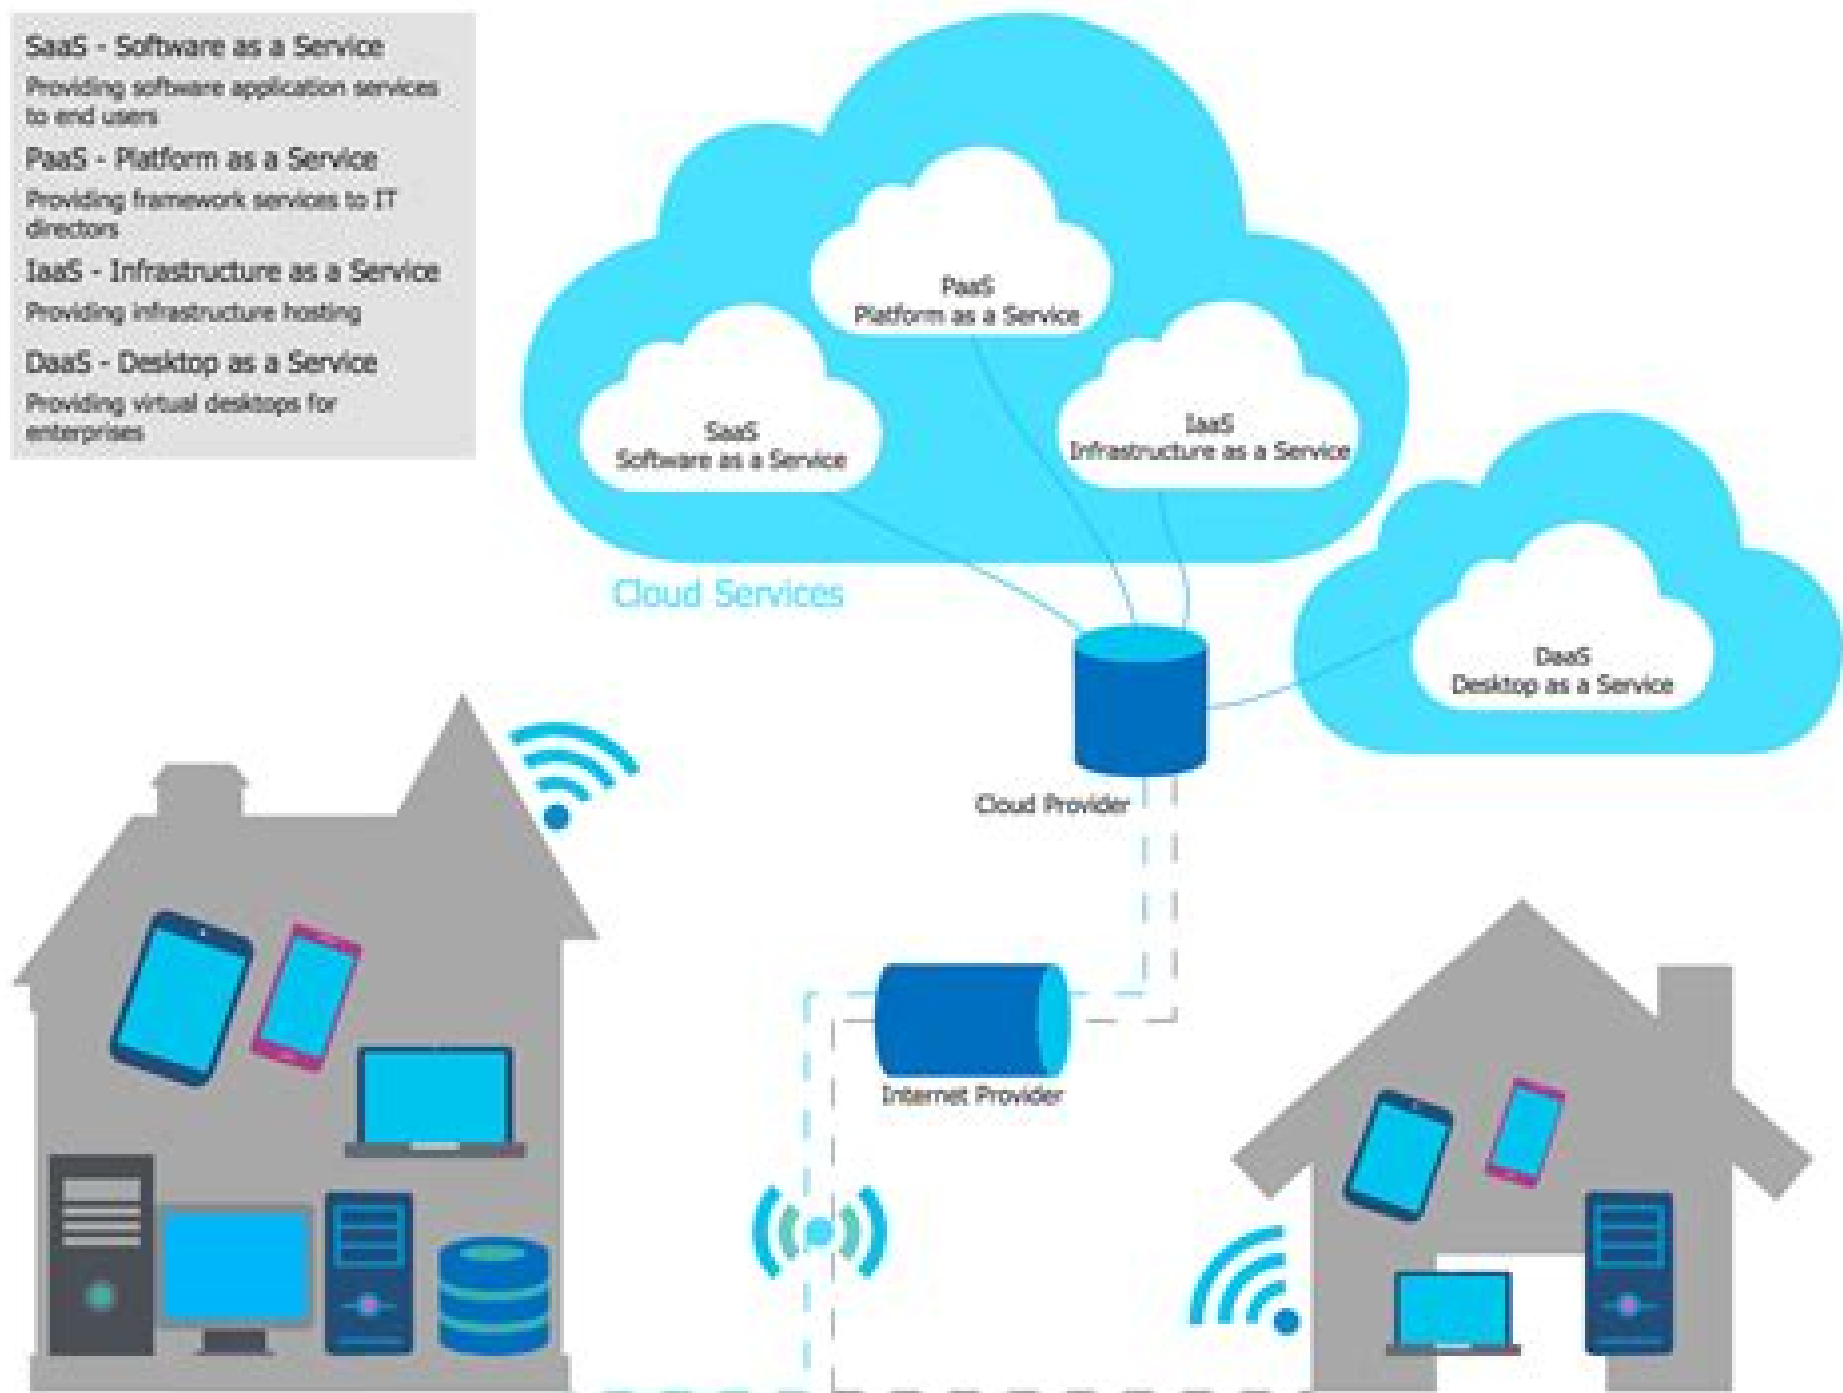 SaaS - Software as a Service
Providing software application services
to end users
PaaS - Platform as a Service
Providing framework services to IT
directors
IaaS - Infrastructure as a Service
Providing infrastructure hosting
DaaS - Desktop as a Service
Providing virtual desktops for
enterprises
PaaS
Platform as a Service
SaaS
Software as a Service
IaaS
Infrastructure as a Service
Cloud Services
DaaS
Desktop as a Service
Cloud Provider
Internet Provider